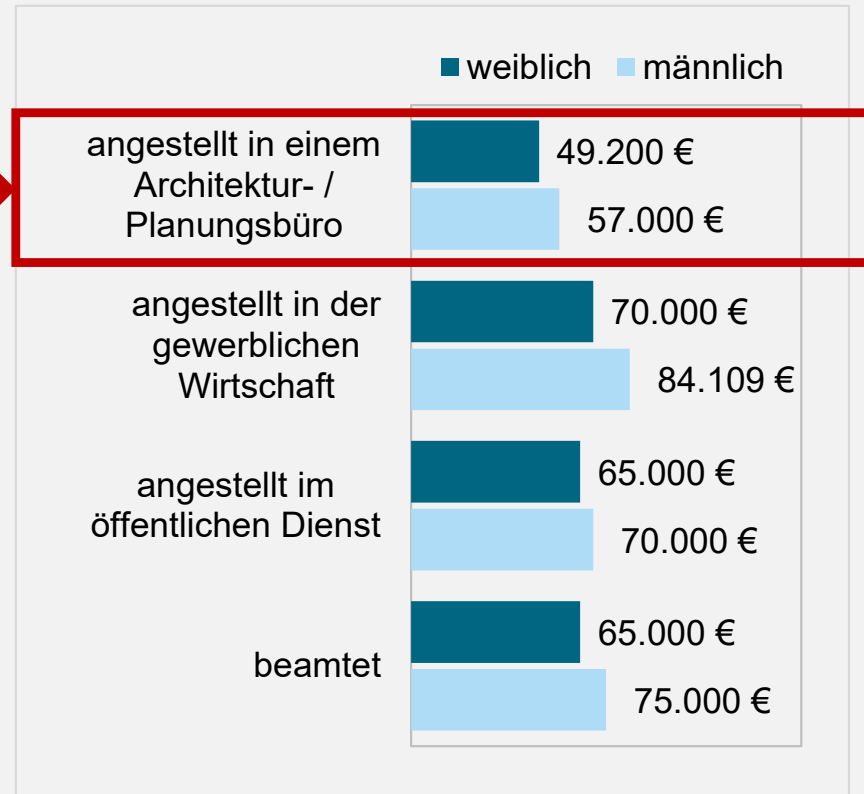 weiblich männlich
angestellt in einem
Architektur- /
Planungsbüro
49.200 €
57.000 €
angestellt in der
gewerblichen
Wirtschaft
70.000 €
84.109 €
angestellt im
öffentlichen Dienst
65.000 €
70.000 €
beamtet
65.000 €
75.000 €